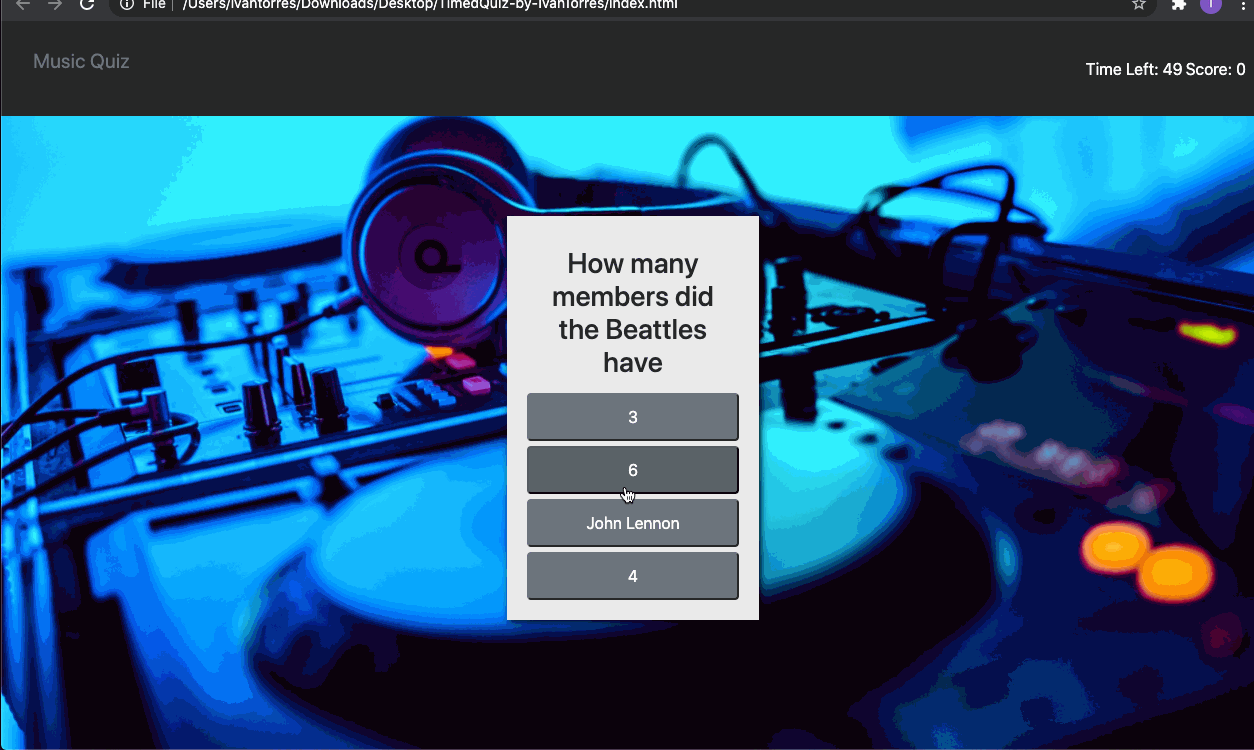 File /Users/ivantorres/Downloads/Desktop/TimedQuiz-by-IvanTorres/index.html
Music Quiz
Time Left: 49 Score: 0
How many
members did
the Beattles
have
3
6
John Lennon
4